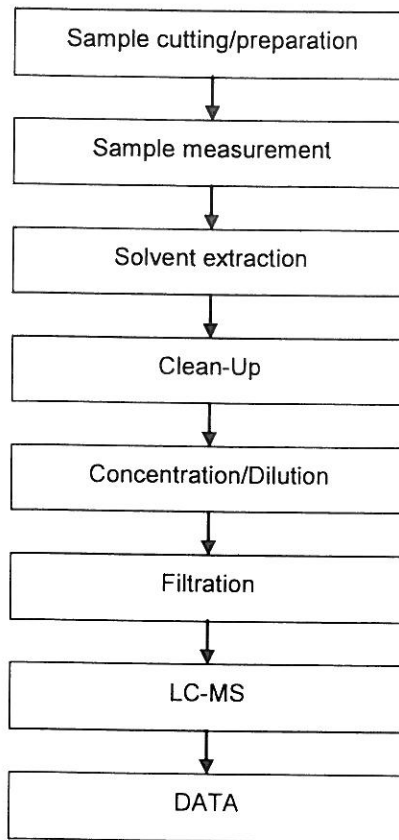 Sample cutting/preparation
Sample measurement
Solvent extraction
Clean-Up
Concentration/Dilution
Filtration
LC-MS
DATA